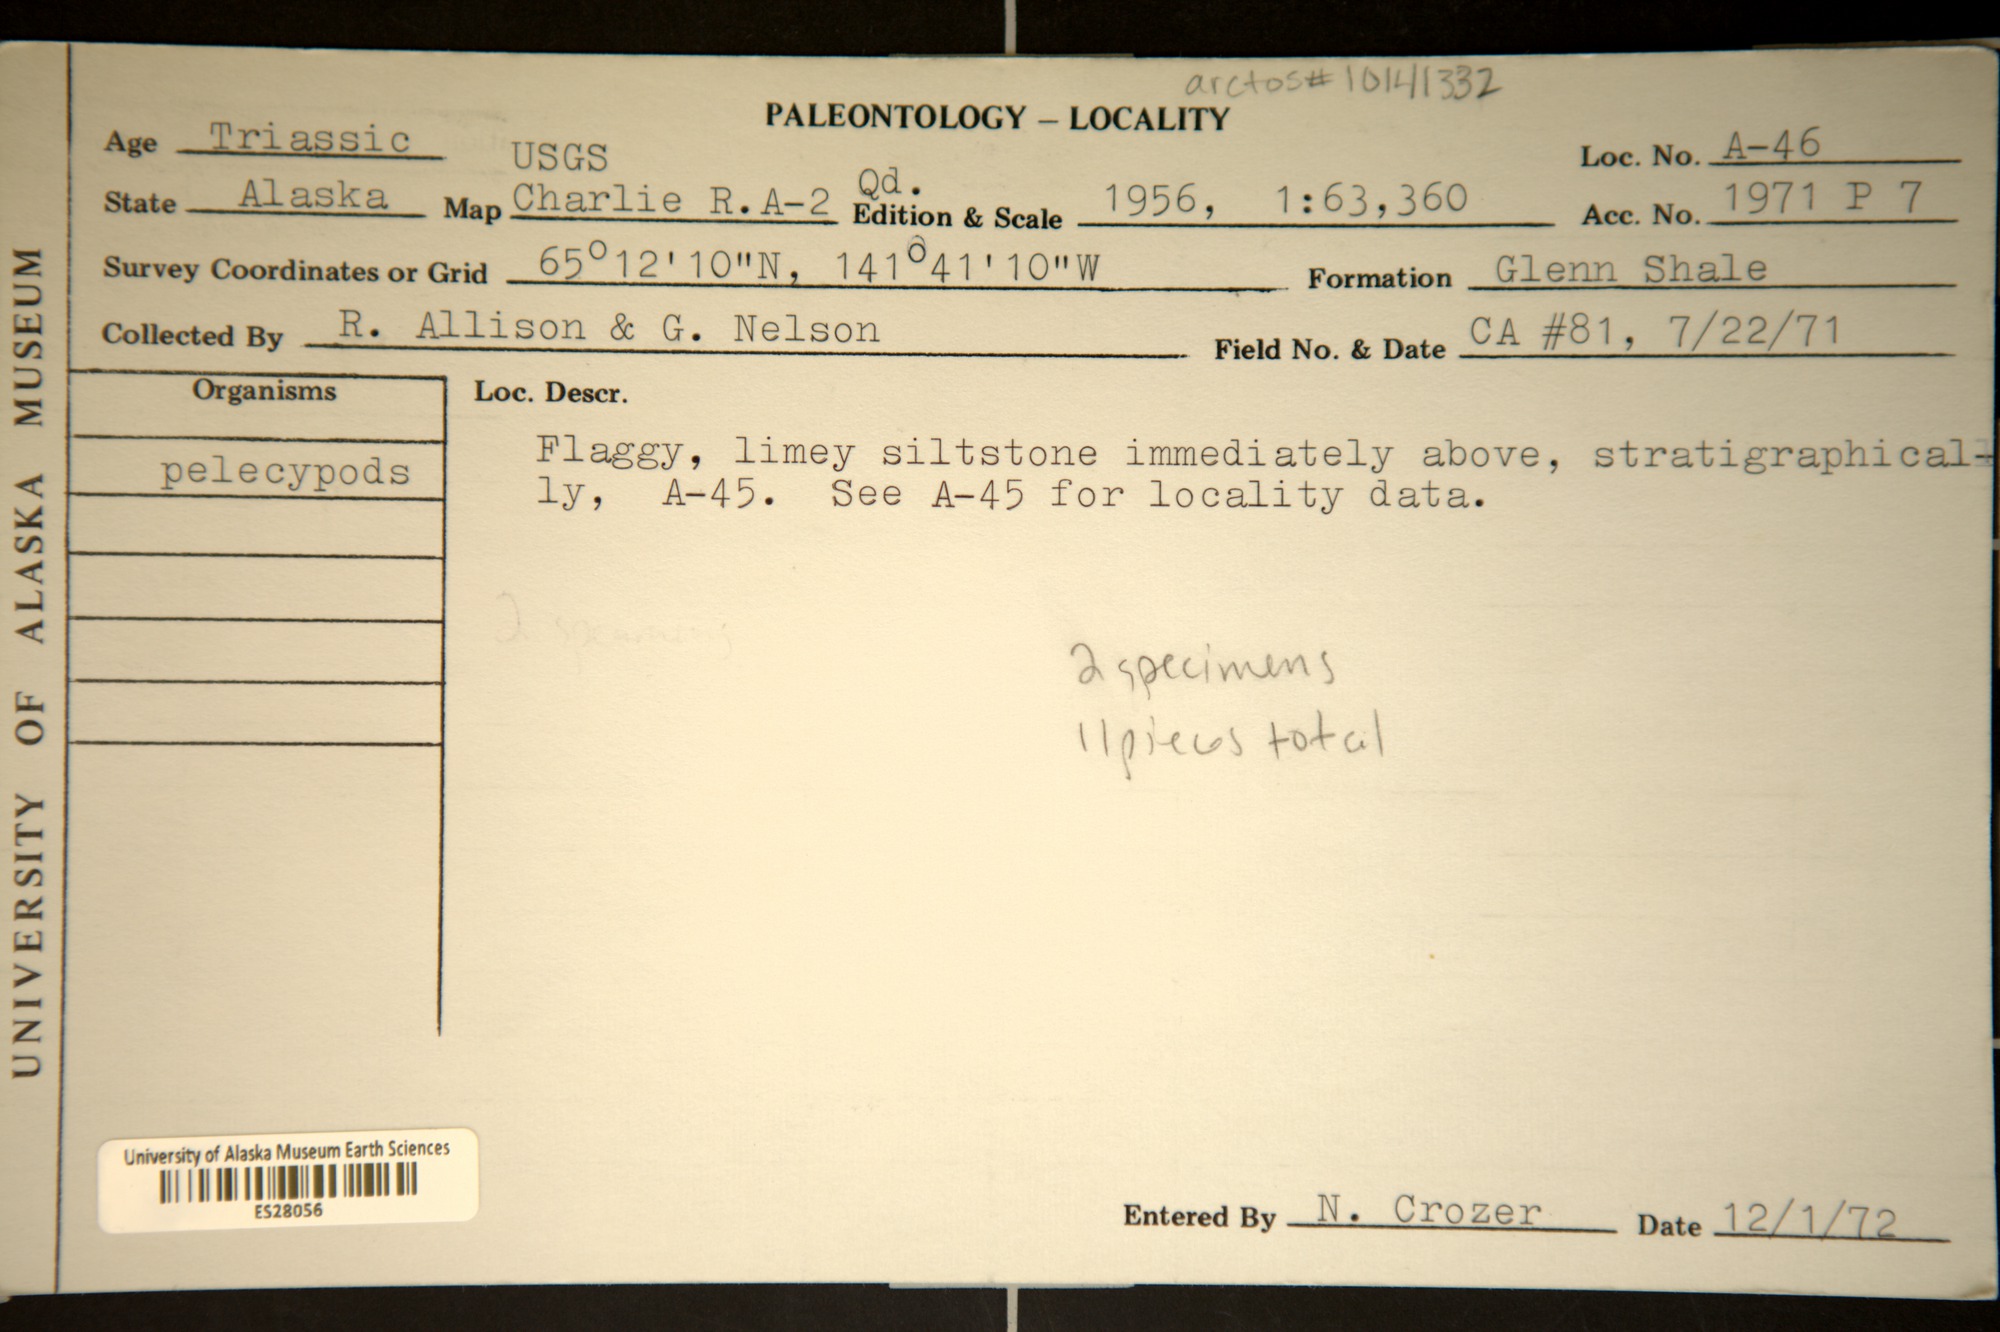 arctos# 10141332
PALEONTOLOGY – LOCALITY
Age Triassic
Loc. No. A-46
State Alaska Map USGS Charlie R. A-2 Qd. Edition & Scale 1956, 1:63,360
Acc. No. 1971 P 7
Survey Coordinates or Grid 65°12'10"N, 141°41'10"W Formation Glenn Shale
Collected By R. Allison & G. Nelson Field No. & Date CA #81, 7/22/71
Organisms
pelecypods
Loc. Descr.
Flaggy, limey siltstone immediately above, stratigraphical-
ly, A-45. See A-45 for locality data.
2 specimens
2 specimens
11 pieces total
UNIVERSITY OF ALASKA MUSEUM
University of Alaska Museum Earth Sciences
ES28056
Entered By N. Crozer Date 12/1/72